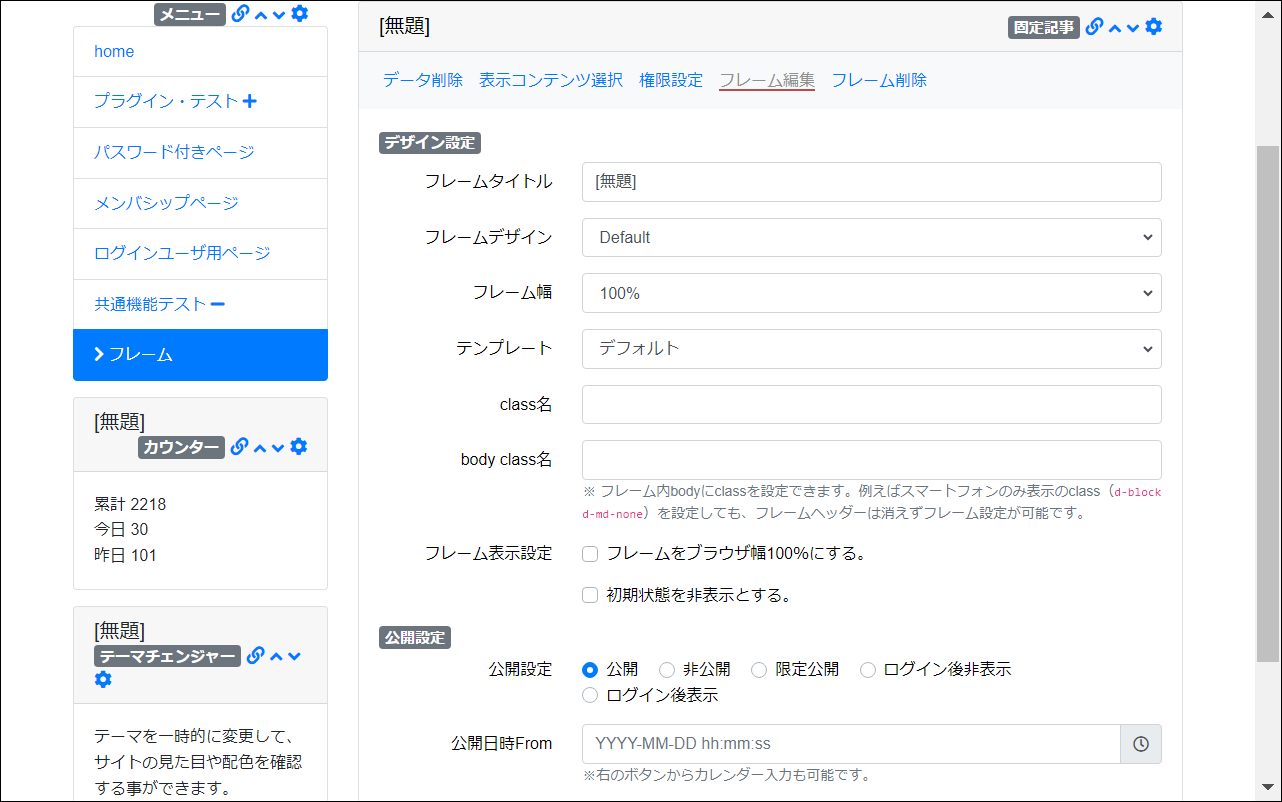 メニュー
home
プラグイン・テスト
パスワード付きページ
メンバシップページ
ログインユーザ用ページ
共通機能テスト
フレーム
[無題]
カウンター
累計 2218
今日 30
昨日 101
[無題]
テーマチェンジャー
テーマを一時的に変更して、
サイトの見た目や配色を確認
する事ができます。
[無題]
固定記事
データ削除 表示コンテンツ選択 権限設定 フレーム編集 フレーム削除
デザイン設定
フレームタイトル [無題]
フレームデザイン Default
フレーム幅 100%
テンプレート デフォルト
class名
body class名
※ フレーム内bodyにclassを設定できます。例えばスマートフォンのみ表示のclass（d-block
d-md-none）を設定しても、フレームヘッダーは消えずフレーム設定が可能です。
フレーム表示設定 フレームをブラウザ幅100%にする。
初期状態を非表示とする。
公開設定
公開設定 公開 非公開 限定公開 ログイン後非表示
ログイン後表示
公開日時From YYYY-MM-DD hh:mm:ss
※右のボタンからカレンダー入力も可能です。